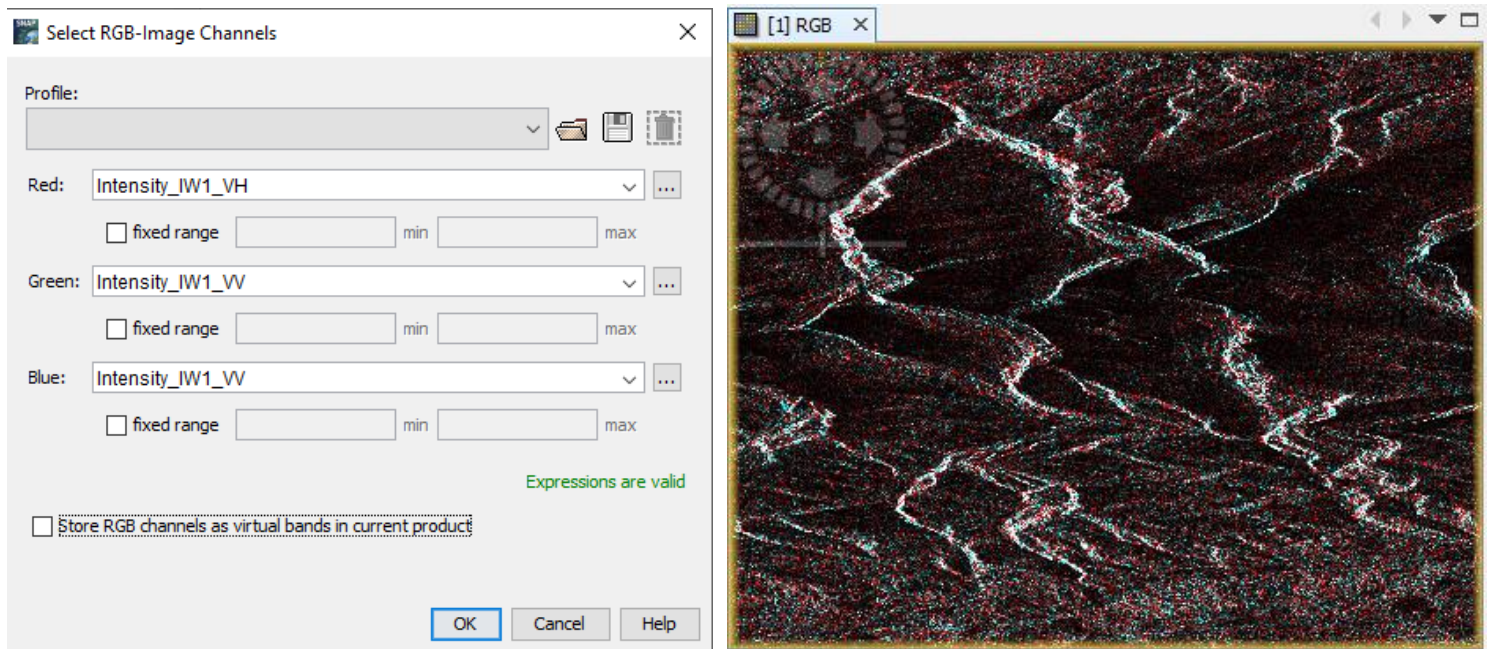 SNAP
Select RGB-Image Channels
Profile:
Red: Intensity_IW1_VH ...
fixed range min max
Green: Intensity_IW1_VV ...
fixed range min max
Blue: Intensity_IW1_VV ...
fixed range min max
Expressions are valid
Store RGB channels as virtual bands in current product
OK Cancel Help
[1] RGB